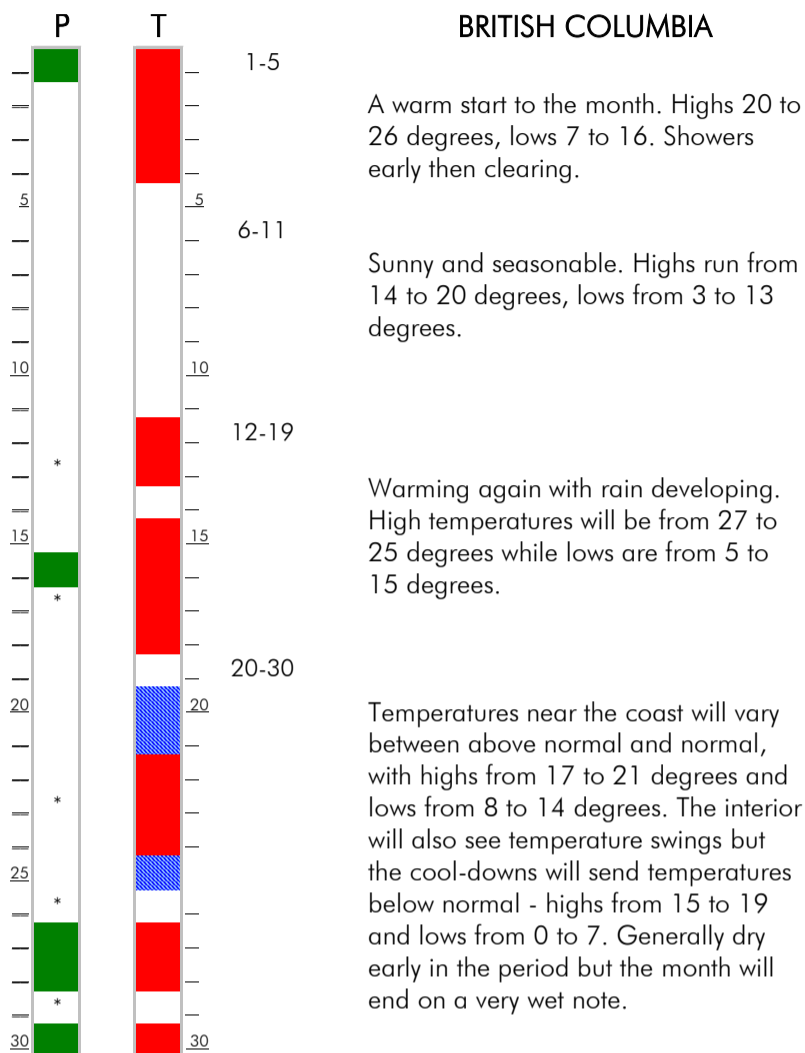 P T BRITISH COLUMBIA
1-5
A warm start to the month. Highs 20 to
26 degrees, lows 7 to 16. Showers
early then clearing.
5 5
6-11
Sunny and seasonable. Highs run from
14 to 20 degrees, lows from 3 to 13
degrees.
10 10
12-19
*
Warming again with rain developing.
High temperatures will be from 27 to
25 degrees while lows are from 5 to
15 degrees.
15 15
*
20-30
20 20
Temperatures near the coast will vary
between above normal and normal,
with highs from 17 to 21 degrees and
lows from 8 to 14 degrees. The interior
will also see temperature swings but
the cool-downs will send temperatures
below normal - highs from 15 to 19
and lows from 0 to 7. Generally dry
early in the period but the month will
end on a very wet note.
*
25
*
*
30 30